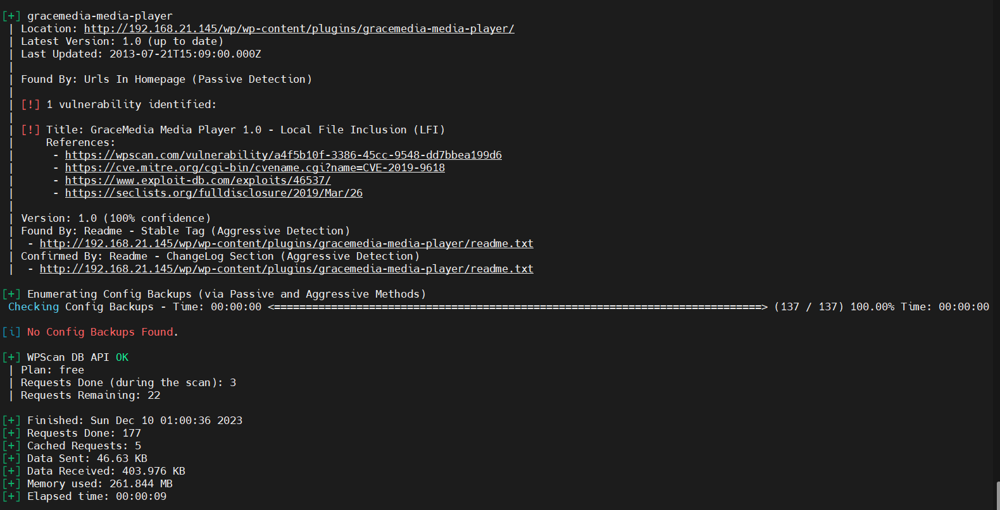 [+] gracemedia-media-player
| Location: http://192.168.21.145/wp/wp-content/plugins/gracemedia-media-player/
| Latest Version: 1.0 (up to date)
| Last Updated: 2013-07-21T15:09:00.000Z
|
| Found By: Urls In Homepage (Passive Detection)
|
| [!] 1 vulnerability identified:
|
| [!] Title: GraceMedia Media Player 1.0 - Local File Inclusion (LFI)
|     References:
|      - https://wpscan.com/vulnerability/a4f5b10f-3386-45cc-9548-dd7bbea199d6
|      - https://cve.mitre.org/cgi-bin/cvename.cgi?name=CVE-2019-9618
|      - https://www.exploit-db.com/exploits/46537/
|      - https://seclists.org/fulldisclosure/2019/Mar/26
|
| Version: 1.0 (100% confidence)
| Found By: Readme - Stable Tag (Aggressive Detection)
|  - http://192.168.21.145/wp/wp-content/plugins/gracemedia-media-player/readme.txt
| Confirmed By: Readme - ChangeLog Section (Aggressive Detection)
|  - http://192.168.21.145/wp/wp-content/plugins/gracemedia-media-player/readme.txt
[+] Enumerating Config Backups (via Passive and Aggressive Methods)
Checking Config Backups - Time: 00:00:00 <=============================================================================> (137 / 137) 100.00% Time: 00:00:00
[i] No Config Backups Found.
[+] WPScan DB API OK
| Plan: free
| Requests Done (during the scan): 3
| Requests Remaining: 22
[+] Finished: Sun Dec 10 01:00:36 2023
[+] Requests Done: 177
[+] Cached Requests: 5
[+] Data Sent: 46.63 KB
[+] Data Received: 403.976 KB
[+] Memory used: 261.844 MB
[+] Elapsed time: 00:00:09